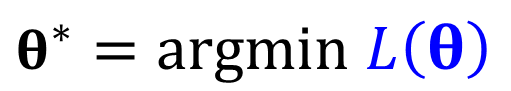 𝛉* = argmin L(𝛉)